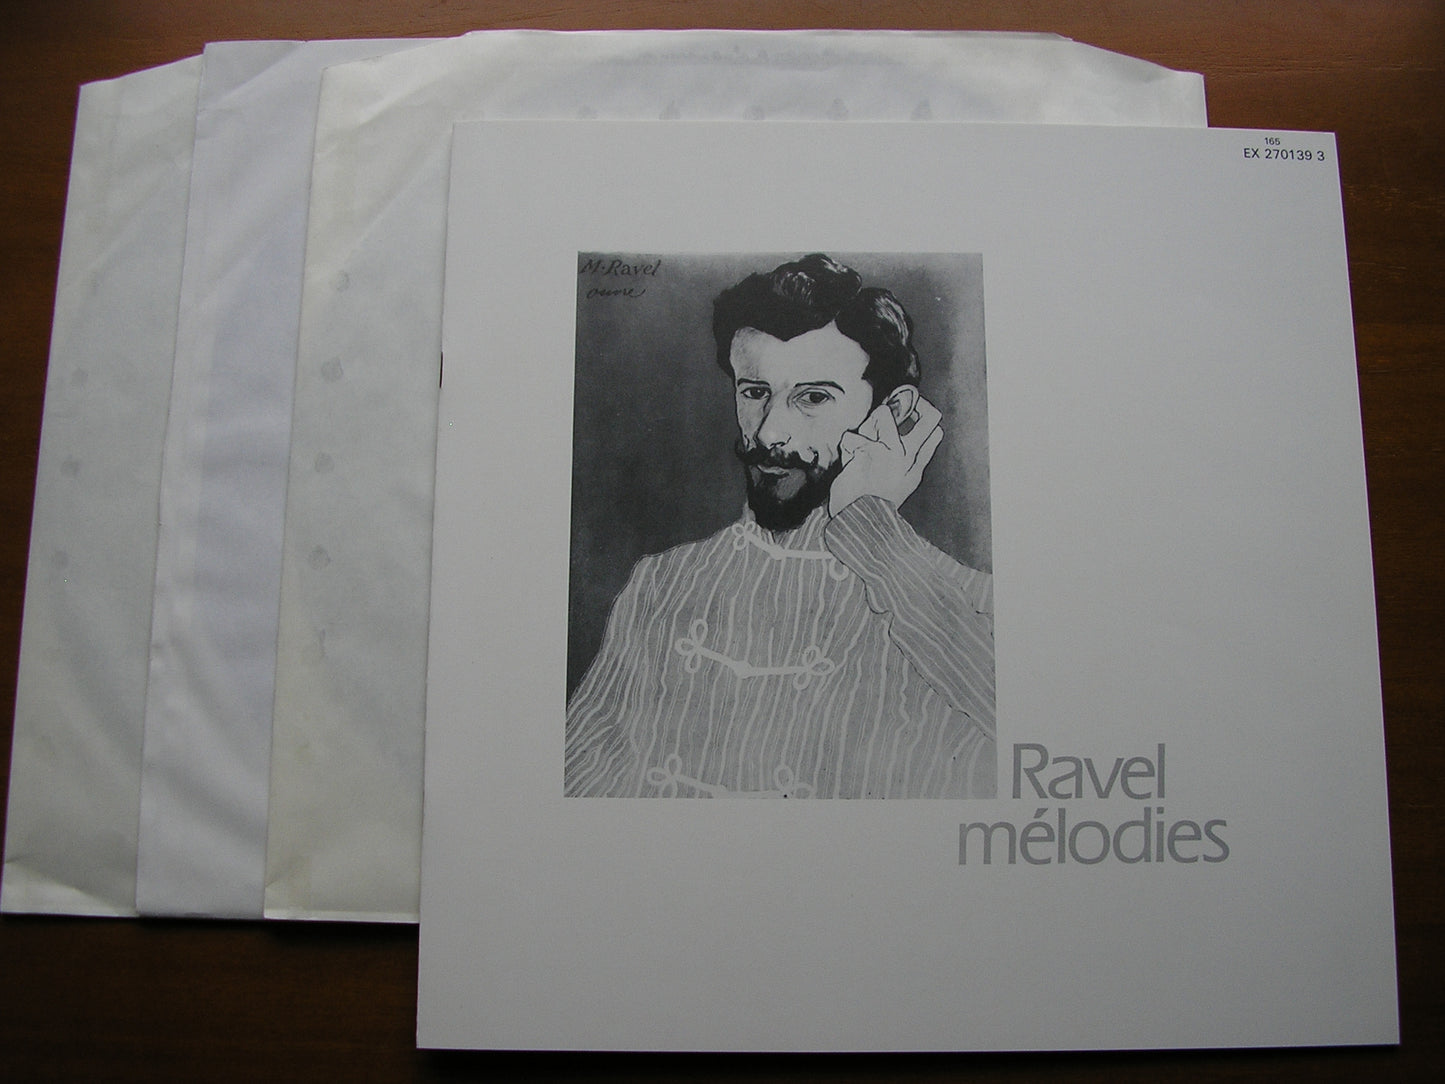 165
EX 270139 3
M·Ravel
Ravel
mélodies